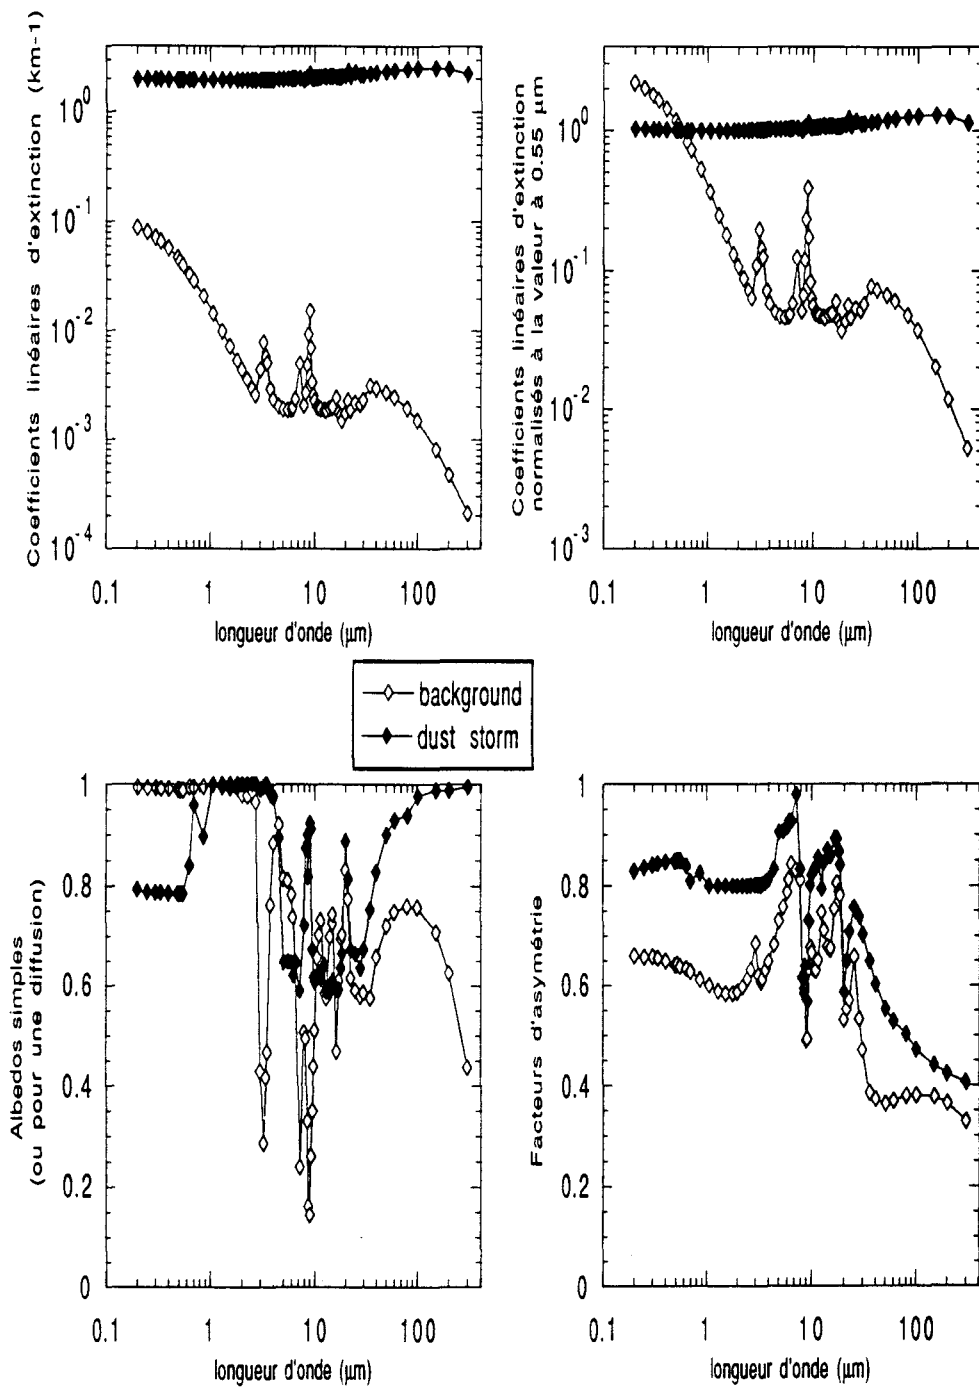 Coefficients linéaires d'extinction (km-1)
10^0
10^-1
10^-2
10^-3
10^-4
0.1 1 10 100
longueur d'onde (µm)
Coefficients linéaires d'extinction
normalisés à la valeur à 0.55 µm
10^0
10^-1
10^-2
10^-3
0.1 1 10 100
longueur d'onde (µm)
background
dust storm
Albedos simples
(ou pour une diffusion)
1
0.8
0.6
0.4
0.2
0
0.1 1 10 100
longueur d'onde (µm)
Facteurs d'asymétrie
1
0.8
0.6
0.4
0.2
0
0.1 1 10 100
longueur d'onde (µm)